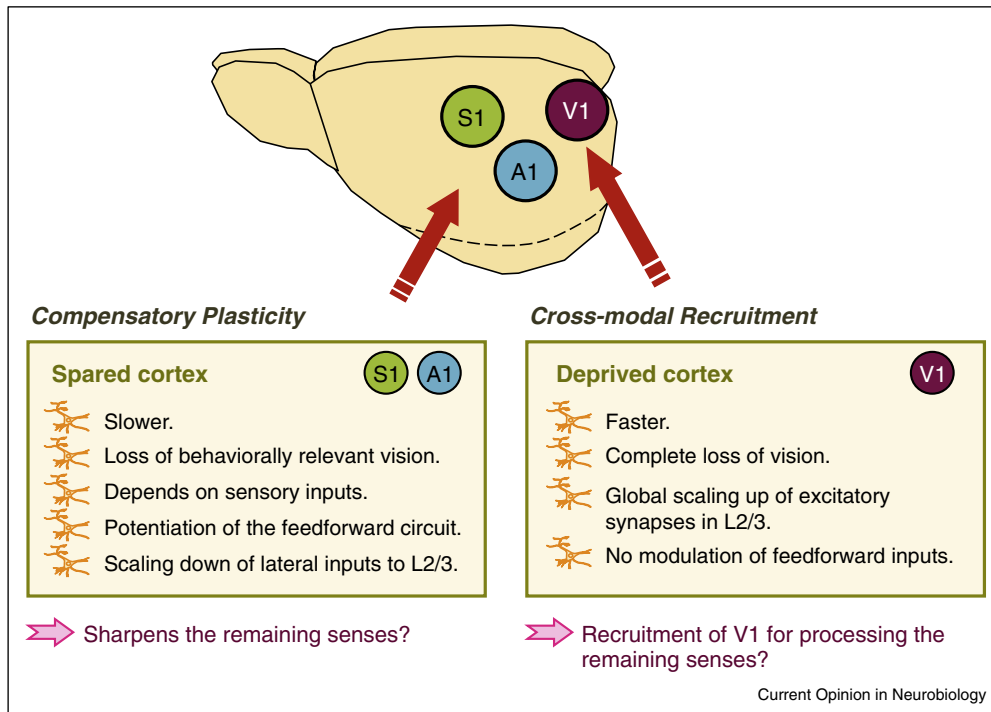 S1
V1
A1
Compensatory Plasticity
Spared cortex
S1
A1
Slower.
Loss of behaviorally relevant vision.
Depends on sensory inputs.
Potentiation of the feedforward circuit.
Scaling down of lateral inputs to L2/3.
Sharpens the remaining senses?
Cross-modal Recruitment
Deprived cortex
V1
Faster.
Complete loss of vision.
Global scaling up of excitatory
synapses in L2/3.
No modulation of feedforward inputs.
Recruitment of V1 for processing the
remaining senses?
Current Opinion in Neurobiology